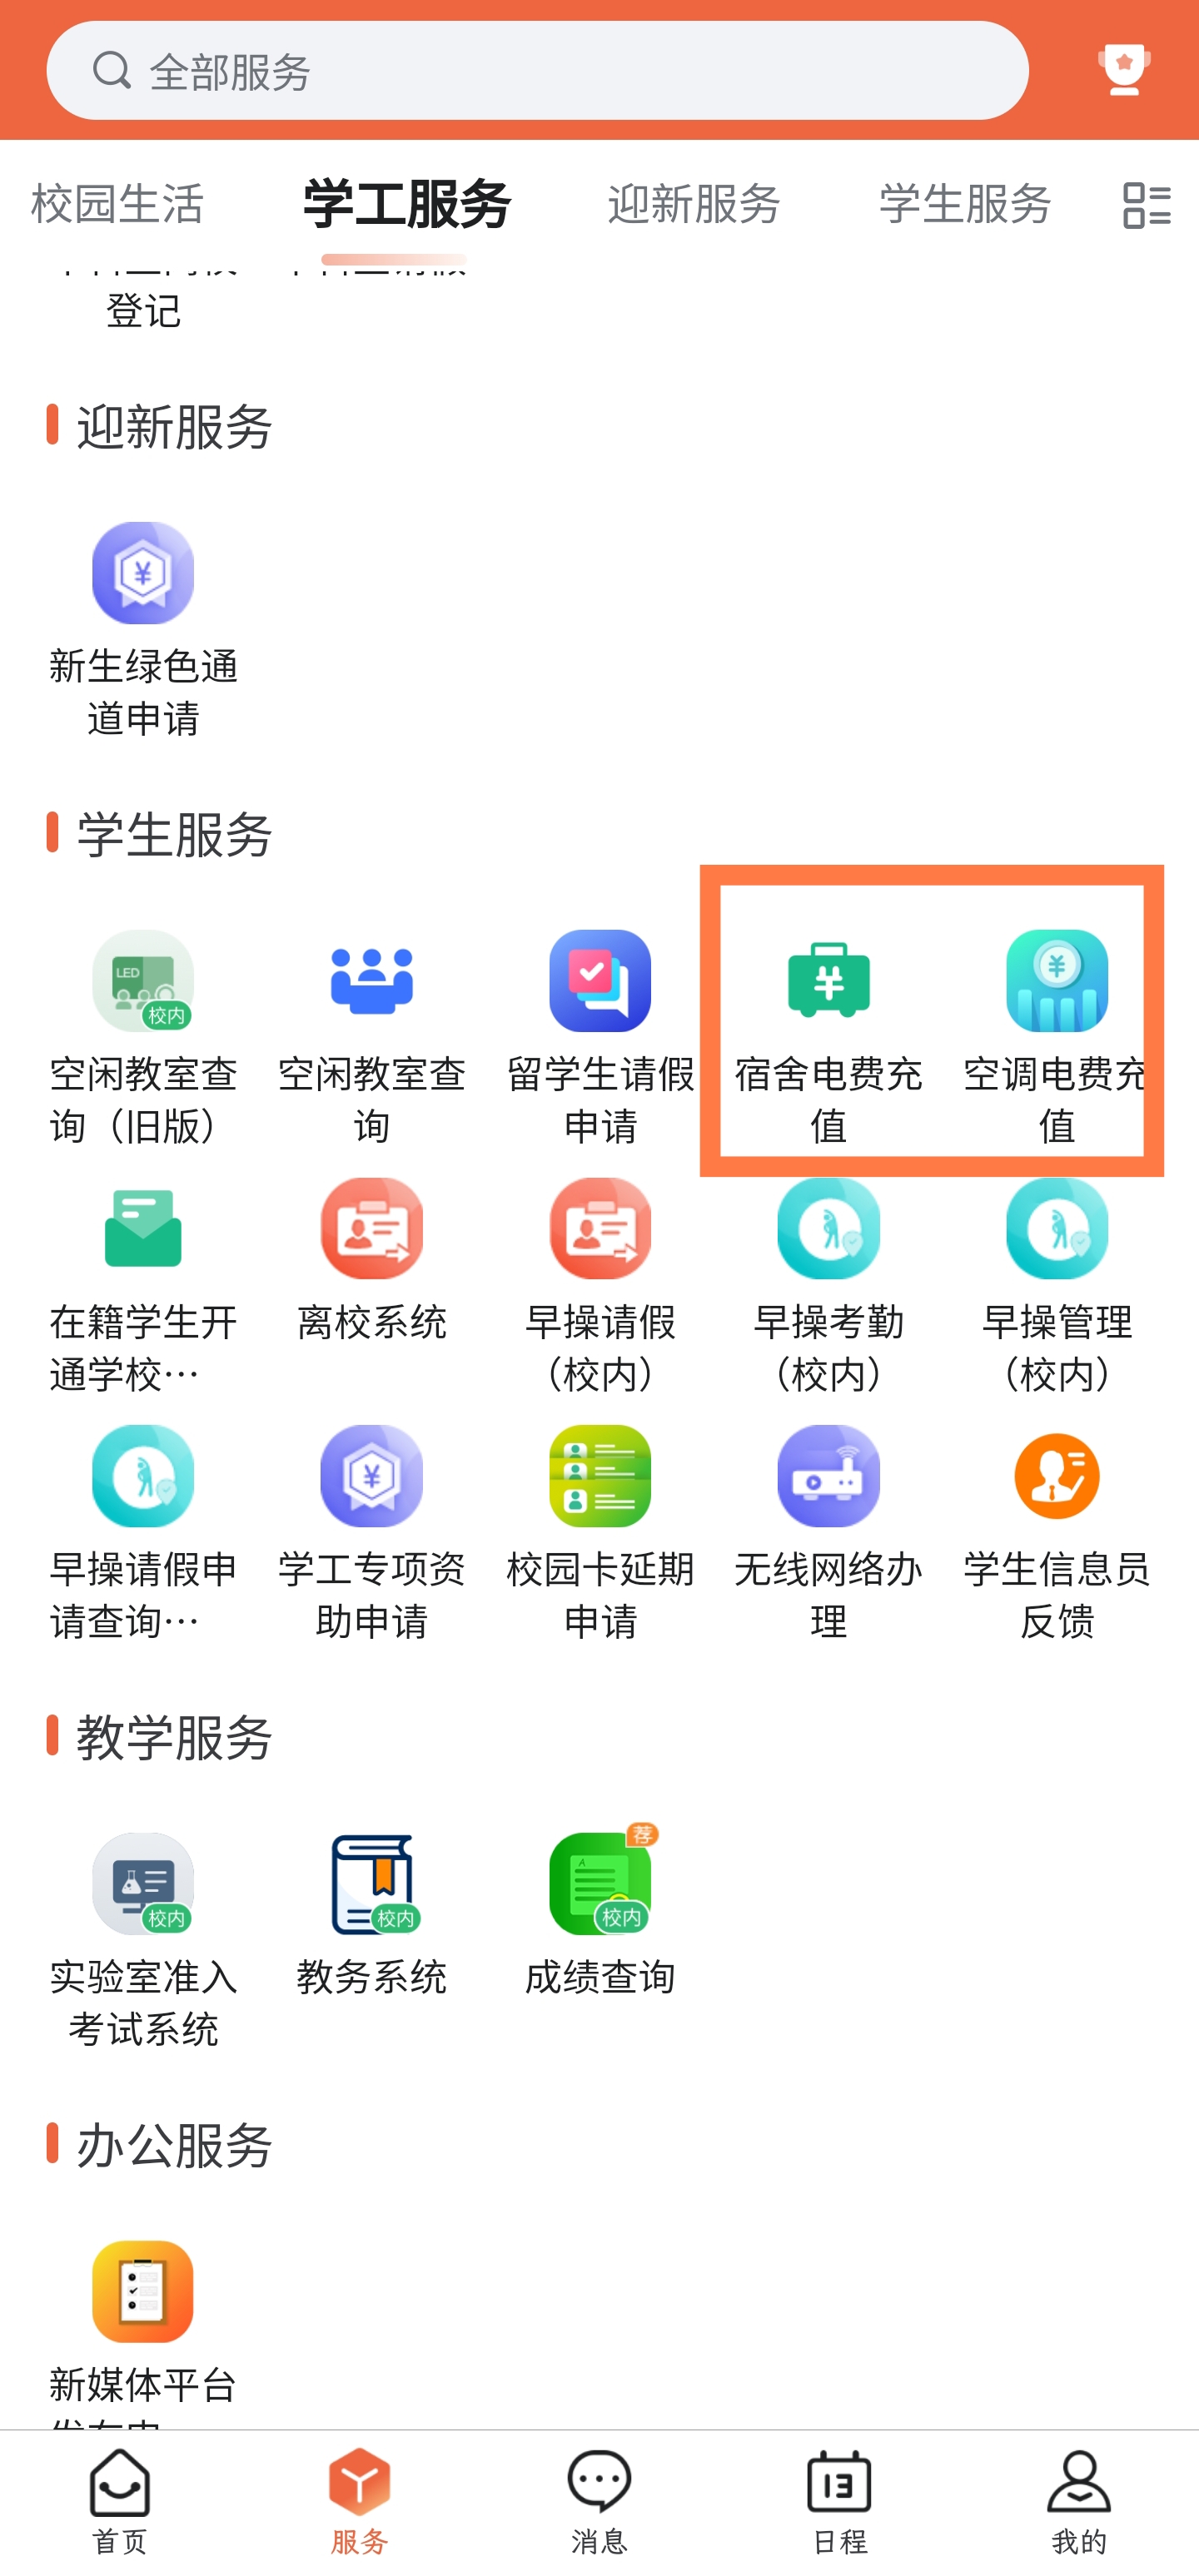 全部服务
校园生活 学工服务 迎新服务 学生服务
登记
迎新服务
新生绿色通
道申请
学生服务
LED
校内
空闲教室查 空闲教室查 留学生请假 宿舍电费充 空调电费充
询（旧版） 询 申请 值 值
在籍学生开 离校系统 早操请假 早操考勤 早操管理
通学校… （校内） （校内） （校内）
早操请假申 学工专项资 校园卡延期 无线网络办 学生信息员
请查询… 助申请 申请 理 反馈
教学服务
荐
校内 校内 校内
实验室准入 教务系统 成绩查询
考试系统
办公服务
新媒体平台
13
首页 服务 消息 日程 我的